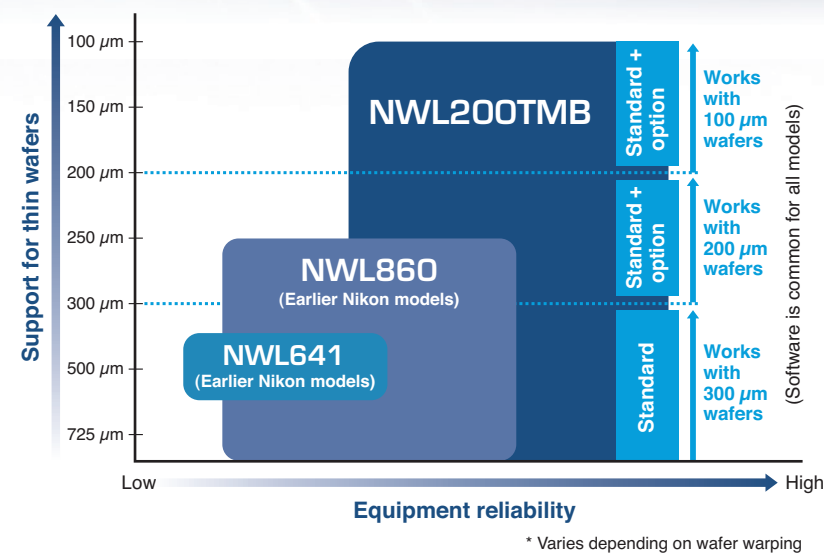 Support for thin wafers
100 µm
150 µm
200 µm
250 µm
300 µm
500 µm
725 µm
NWL200TMB
NWL860
(Earlier Nikon models)
NWL641
(Earlier Nikon models)
Standard +
option
Standard +
option
Standard
Works
with
100 µm
wafers
Works
with
200 µm
wafers
Works
with
300 µm
wafers
(Software is common for all models)
Low
High
Equipment reliability
* Varies depending on wafer warping